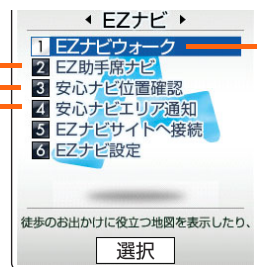 EZナビ
1 EZナビウォーク
2 EZ助手席ナビ
3 安心ナビ位置確認
4 安心ナビエリア通知
5 EZナビサイトへ接続
6 EZナビ設定
徒歩のお出かけに役立つ地図を表示したり、
選択